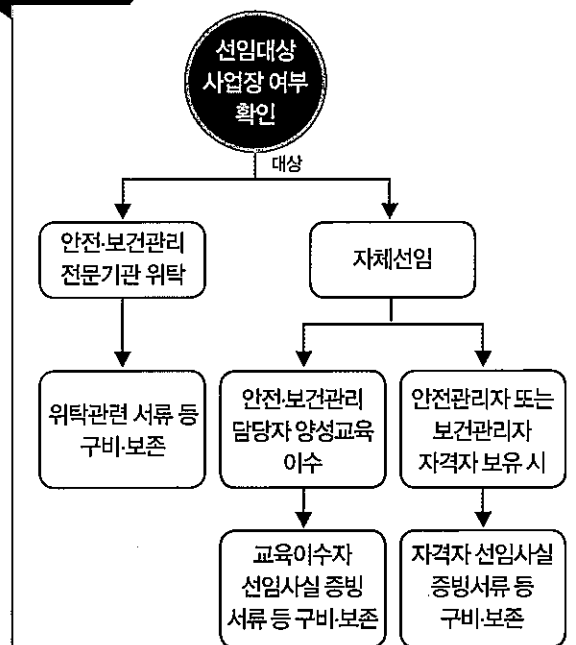 선임대상
사업장 여부
확인
대상
안전·보건관리
전문기관 위탁
자체선임
위탁관련 서류 등
구비·보존
안전·보건관리
담당자 양성교육
이수
안전관리자 또는
보건관리자
자격자 보유 시
교육이수자
선임사실 증빙
서류 등 구비·보존
자격자 선임사실
증빙서류 등
구비·보존